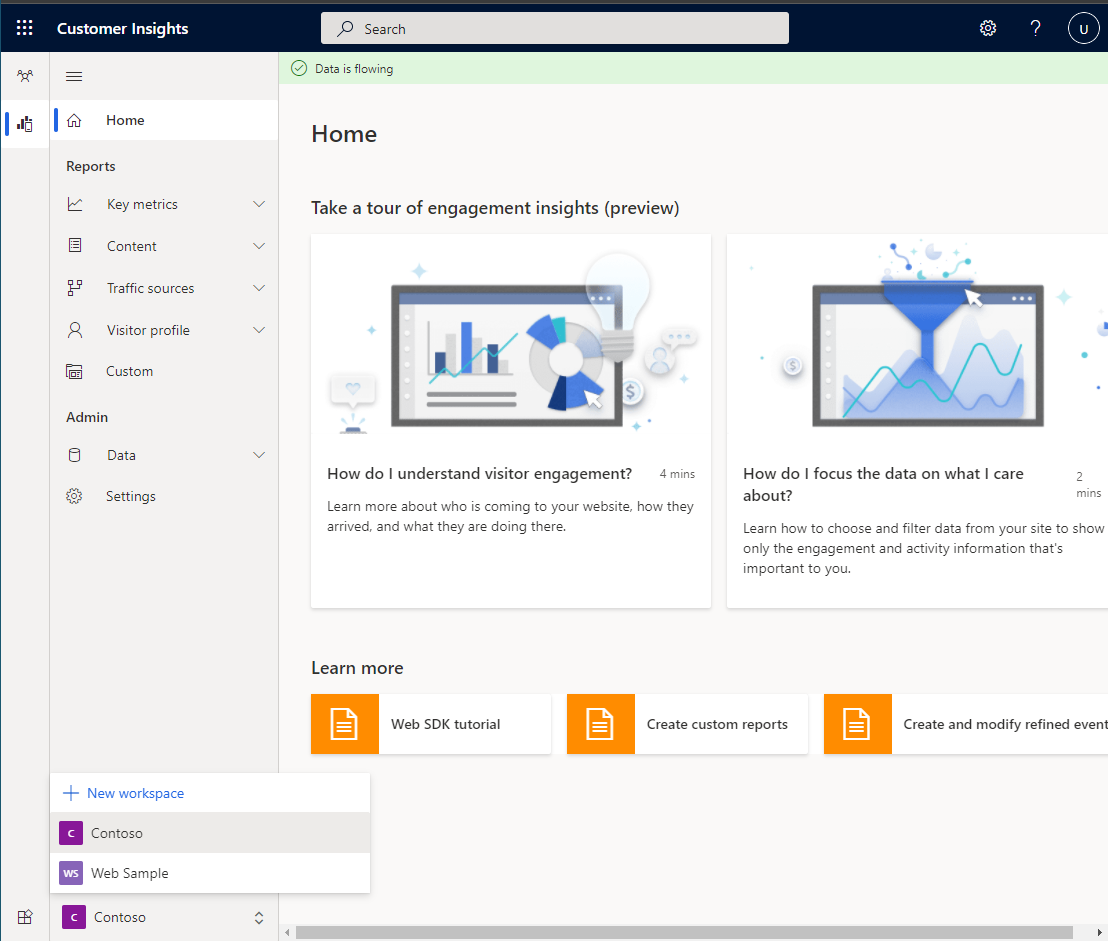 Customer Insights
Search
?
U
Data is flowing
Home
Reports
Key metrics
Content
Traffic sources
Visitor profile
Custom
Admin
Data
Settings
Home
Take a tour of engagement insights (preview)
$
How do I understand visitor engagement?
4 mins
Learn more about who is coming to your website, how they
arrived, and what they are doing there.
$
How do I focus the data on what I care
about?
2
mins
Learn how to choose and filter data from your site to show
only the engagement and activity information that's
important to you.
Learn more
Web SDK tutorial
Create custom reports
Create and modify refined event
New workspace
C Contoso
WS Web Sample
C Contoso